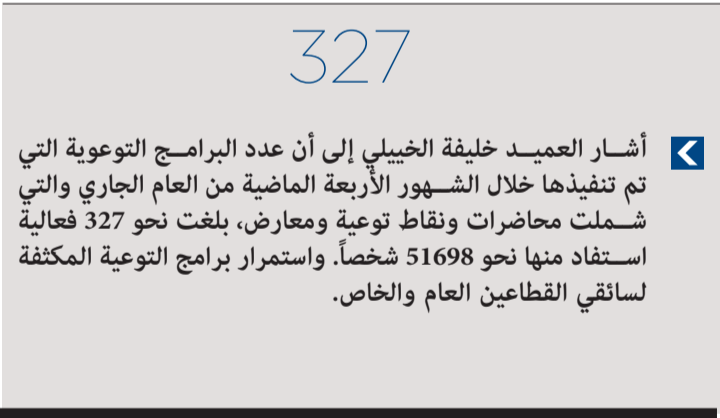 327
أشار العميد خليفة الخييلي إلى أن عدد البرامج التوعوية التي
تم تنفيذها خلال الشهور الأربعة الماضية من العام الجاري والتي
شملت محاضرات ونقاط توعية ومعارض، بلغت نحو 327 فعالية
استفاد منها نحو 51698 شخصاً. واستمرار برامج التوعية المكثفة
لسائقي القطاعين العام والخاص.